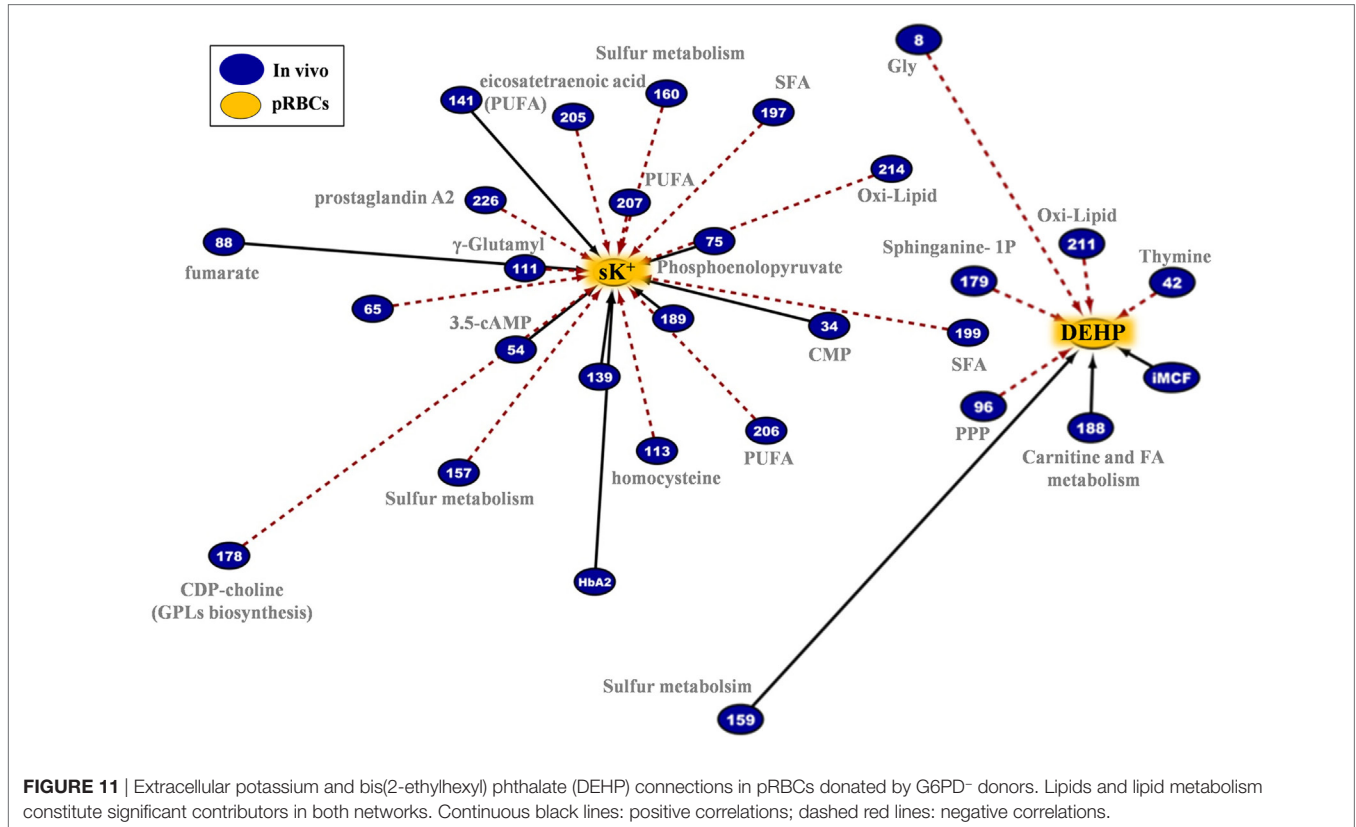 In vivo
pRBCs
8
Gly
Sulfur metabolism
eicosatetraenoic acid
(PUFA)
141
205
160
SFA
197
PUFA
207
214
Oxi-Lipid
prostaglandin A2
226
88
fumarate
γ-Glutamyl
111
sK+
75
Phosphoenolpyruvate
Oxi-Lipid
211
Sphinganine- 1P
179
Thymine
42
DEHP
65
3.5-cAMP
54
189
34
CMP
199
SFA
139
iMCF
96
PPP
188
Carnitine and FA
metabolism
206
PUFA
113
homocysteine
157
Sulfur metabolism
178
CDP-choline
(GPLs biosynthesis)
HbA2
Sulfur metabolsim
159
FIGURE 11 | Extracellular potassium and bis(2-ethylhexyl) phthalate (DEHP) connections in pRBCs donated by G6PD− donors. Lipids and lipid metabolism
constitute significant contributors in both networks. Continuous black lines: positive correlations; dashed red lines: negative correlations.